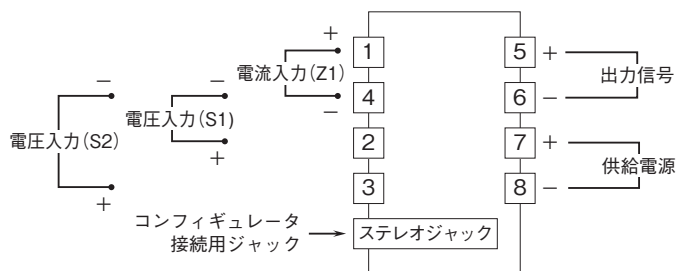 +
電流入力(Z1)
−
−
電圧入力(S1)
+
−
電圧入力(S2)
+
1
4
2
3
5 +
6 −
出力信号
7 +
8 −
供給電源
コンフィギュレータ
接続用ジャック
ステレオジャック